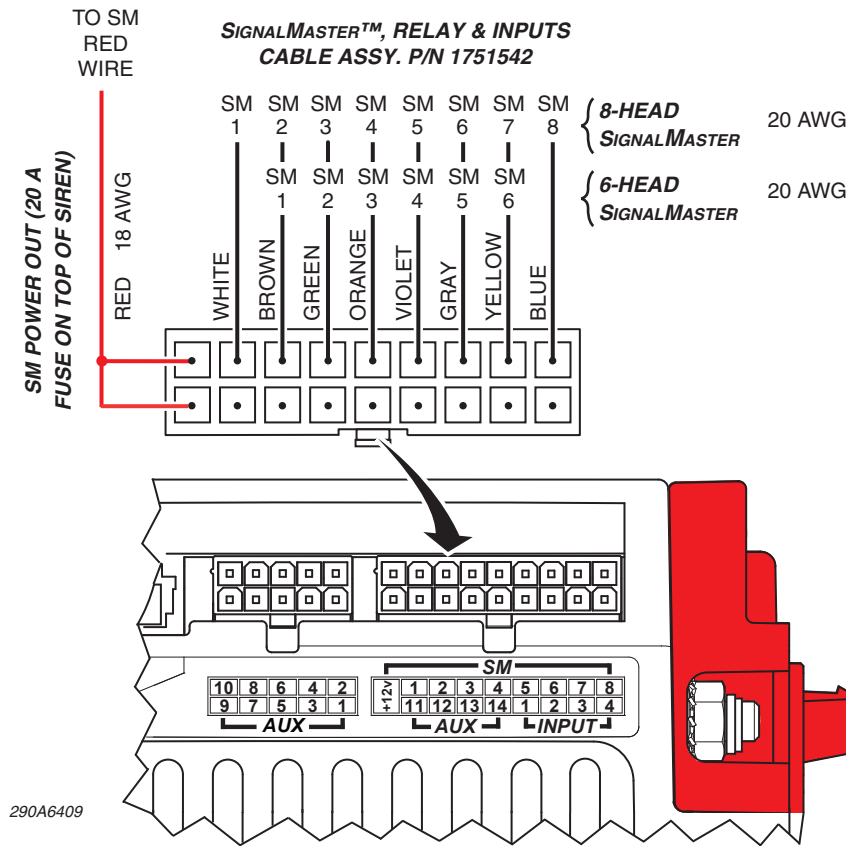 TO SM
RED
WIRE
SIGNALMASTER™, RELAY & INPUTS
CABLE ASSY. P/N 1751542
SM SM SM SM SM SM SM SM
1 2 3 4 5 6 7 8
8-HEAD
SIGNALMASTER
20 AWG
SM SM SM SM SM SM
1 2 3 4 5 6
6-HEAD
SIGNALMASTER
20 AWG
SM POWER OUT (20 A
FUSE ON TOP OF SIREN)
RED 18 AWG
WHITE
BROWN
GREEN
ORANGE
VIOLET
GRAY
YELLOW
BLUE
SM
10 8 6 4 2
9 7 5 3 1
AUX
+12v
1 2 3 4 5 6 7 8
11 12 13 14 1 2 3 4
AUX INPUT
290A6409